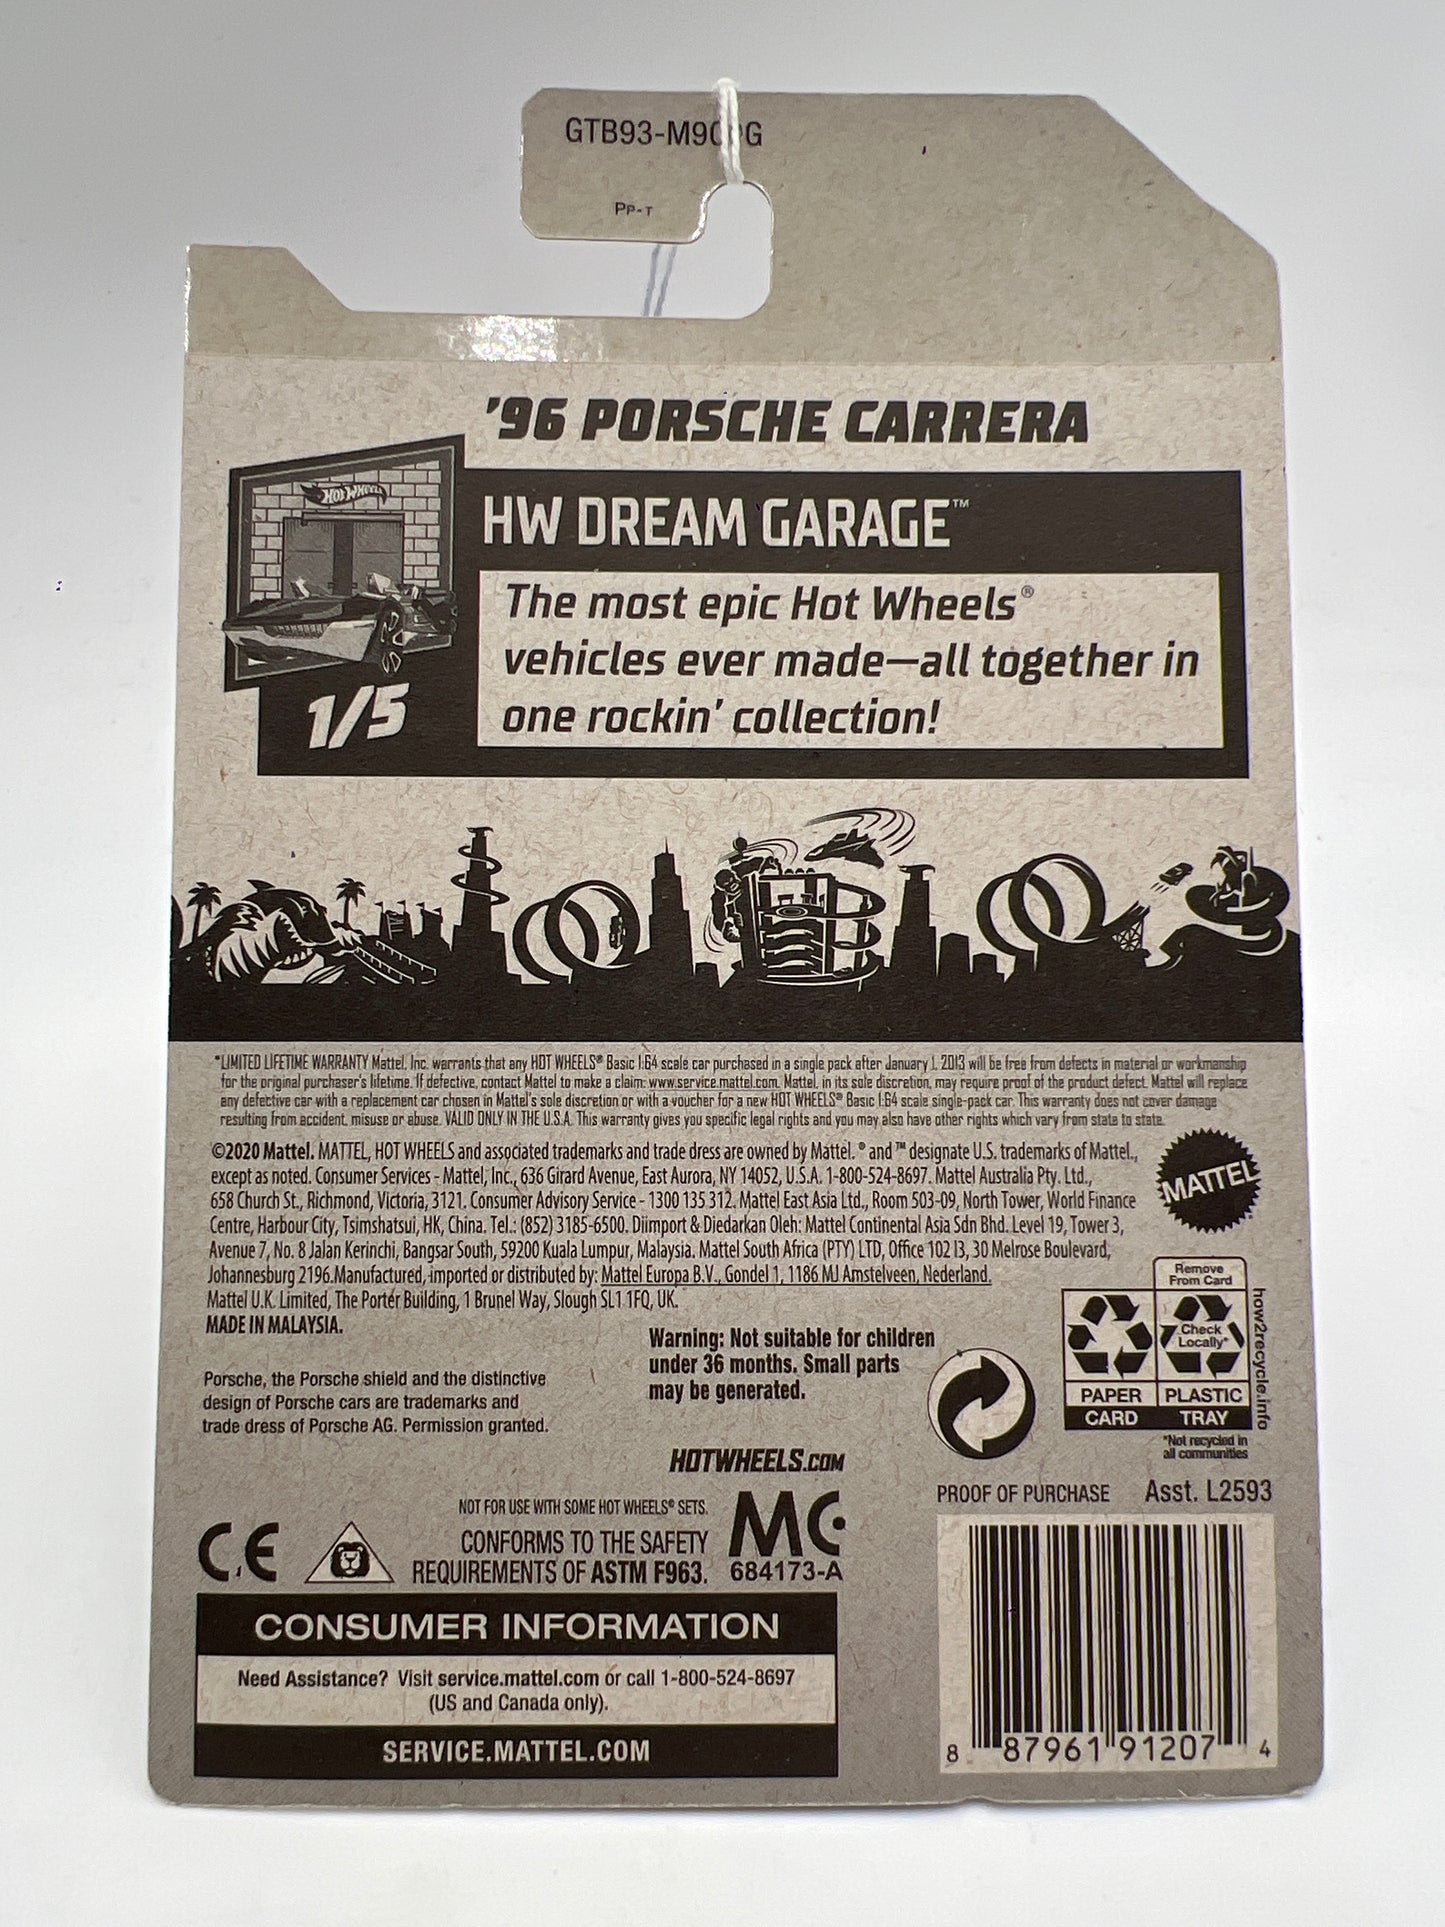 GTB93-M9
Pp-T
'96 PORSCHE CARRERA
HOT WHEELS
HW DREAM GARAGE™
The most epic Hot Wheels®
vehicles ever made—all together in
one rockin' collection!
1/5
*LIMITED LIFETIME WARRANTY Mattel, Inc. warrants that any HOT WHEELS® Basic 1:64 scale car purchased in a single pack after January 1, 2013 will be free from defects in material or workmanship
for the original purchaser's lifetime. If defective, contact Mattel to make a claim: www.service.mattel.com. Mattel, in its sole discretion, may require proof of the product defect. Mattel will replace
any defective car with a replacement car chosen in Mattel's sole discretion or with a voucher for a new HOT WHEELS® Basic 1:64 scale single-pack car. This warranty does not cover damage
resulting from accident, misuse or abuse. VALID ONLY IN THE U.S.A. This warranty gives you specific legal rights and you may also have other rights which vary from state to state.
©2020 Mattel. MATTEL, HOT WHEELS and associated trademarks and trade dress are owned by Mattel. ® and ™ designate U.S. trademarks of Mattel.,
except as noted. Consumer Services - Mattel, Inc., 636 Girard Avenue, East Aurora, NY 14052, U.S.A. 1-800-524-8697. Mattel Australia Pty. Ltd.,
658 Church St., Richmond, Victoria, 3121. Consumer Advisory Service - 1300 135 312. Mattel East Asia Ltd., Room 503-09, North Tower, World Finance
Centre, Harbour City, Tsimshatsui, HK, China. Tel.: (852) 3185-6500. Diimport & Diedarkan Oleh: Mattel Continental Asia Sdn Bhd. Level 19, Tower 3,
Avenue 7, No. 8 Jalan Kerinchi, Bangsar South, 59200 Kuala Lumpur, Malaysia. Mattel South Africa (PTY) LTD, Office 102 I3, 30 Melrose Boulevard,
Johannesburg 2196.Manufactured, imported or distributed by: Mattel Europa B.V., Gondel 1, 1186 MJ Amstelveen, Nederland.
Mattel U.K. Limited, The Porter Building, 1 Brunel Way, Slough SL1 1FQ, UK.
MADE IN MALAYSIA.
MATTEL
Warning: Not suitable for children
under 36 months. Small parts
may be generated.
Porsche, the Porsche shield and the distinctive
design of Porsche cars are trademarks and
trade dress of Porsche AG. Permission granted.
Remove
From Card
Check
Locally*
PAPER PLASTIC
CARD TRAY
how2recycle.info
*Not recycled in
all communities
HOTWHEELS.COM
PROOF OF PURCHASE Asst. L2593
NOT FOR USE WITH SOME HOT WHEELS® SETS.
CE
CONFORMS TO THE SAFETY
REQUIREMENTS OF ASTM F963.
MC
684173-A
CONSUMER INFORMATION
Need Assistance? Visit service.mattel.com or call 1-800-524-8697
(US and Canada only).
SERVICE.MATTEL.COM
8 87961 91207 4